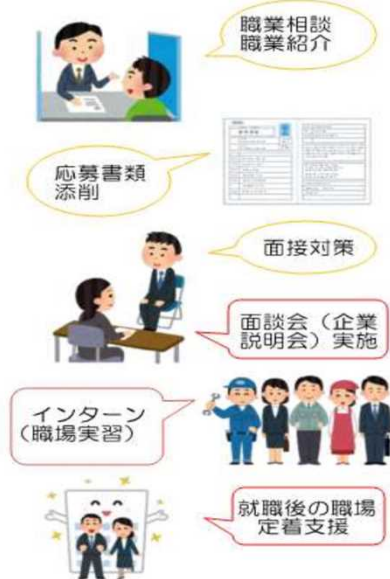 職業相談
職業紹介
応募書類
添削
面接対策
面談会（企業
説明会）実施
インターン
（職場実習）
就職後の職場
定着支援